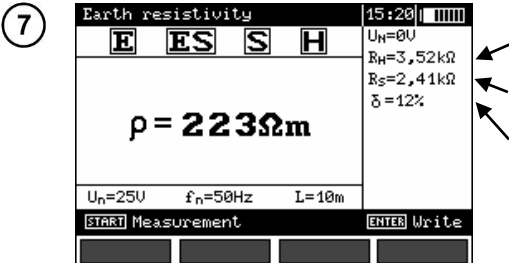 7
Earth resistivity 15:20
E ES S H
Uₙ=0V
Rн=3,52kΩ
Rs=2,41kΩ
δ=12%
ρ=223Ωm
Uₙ=25V fₙ=50Hz L=10m
START Measurement ENTER Write